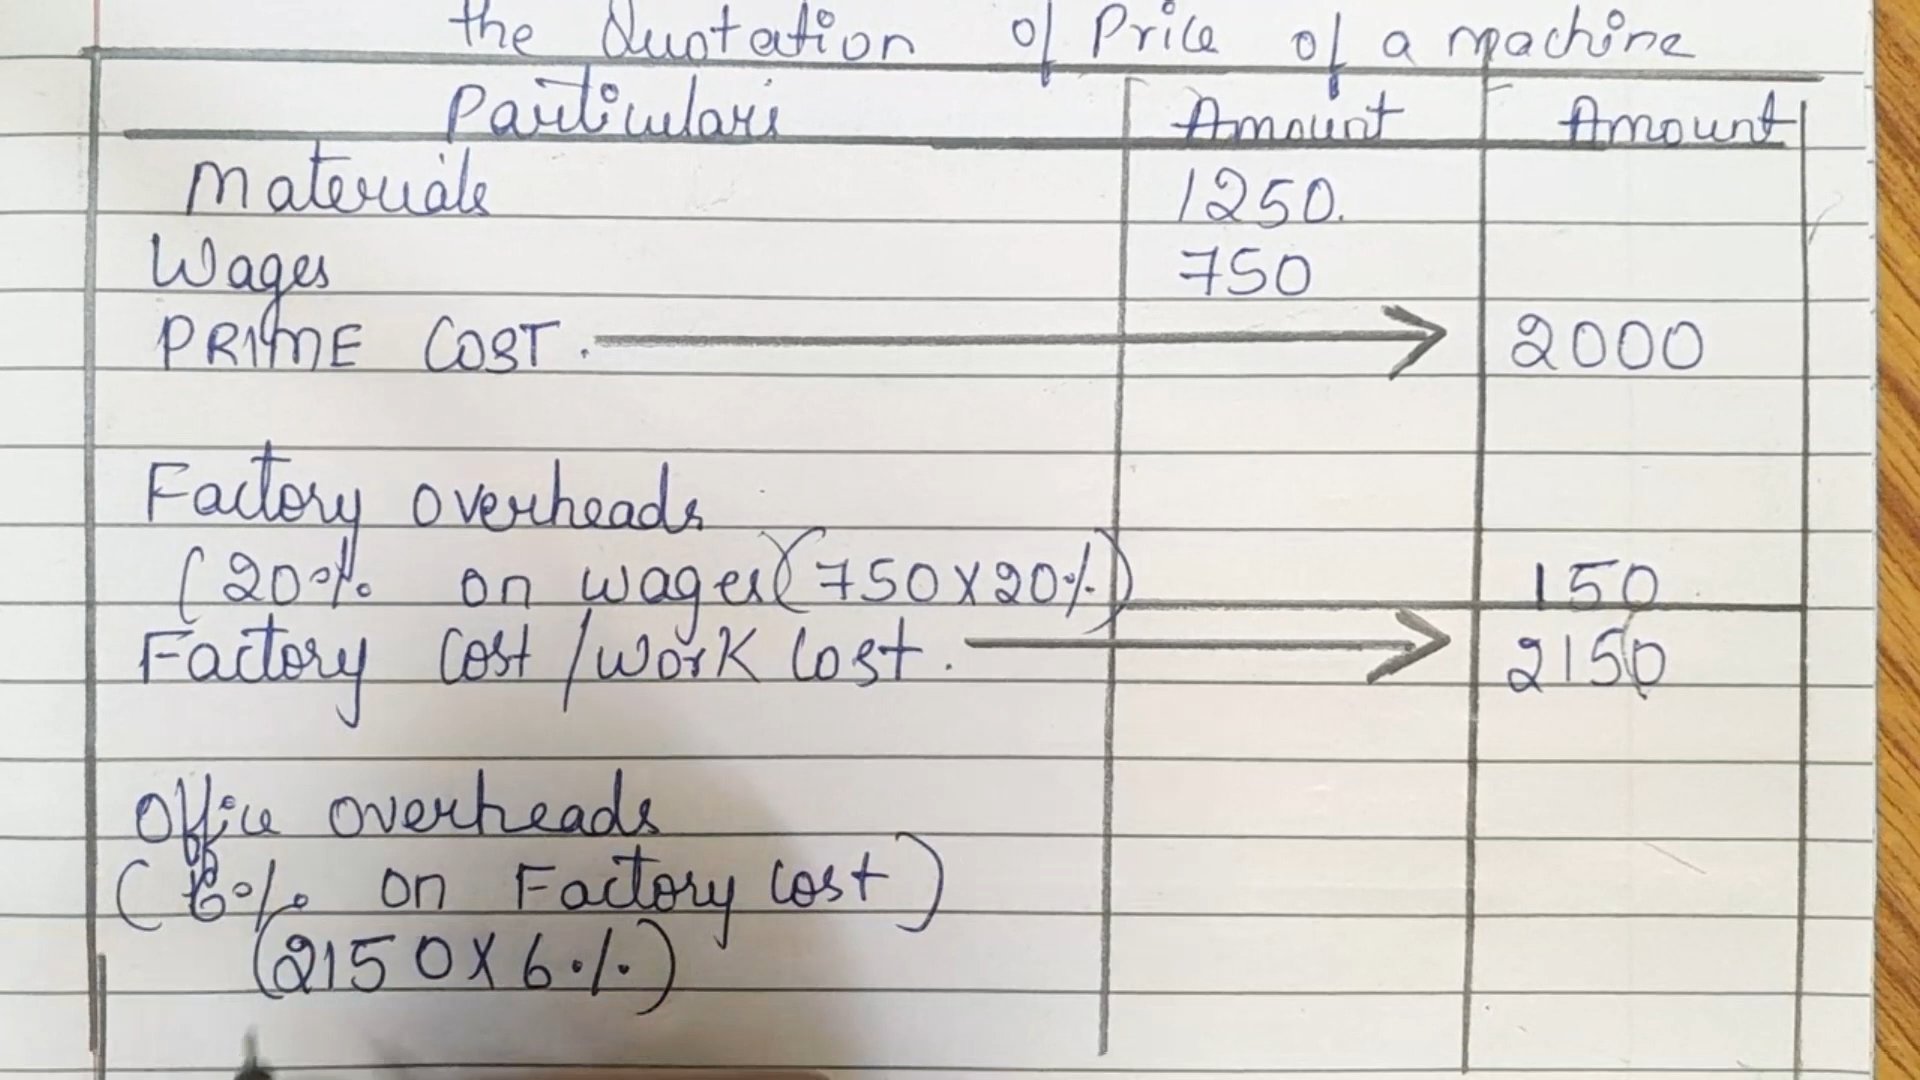 the Quotation of Price of a machine
Particulars Amount Amount
Materials 1250.
Wages 750
PRIME COST. 2000
Factory overheads
(20% on wages (750X20%) 150
Factory Cost / Work Cost. 2150
Office overheads
(6% on Factory Cost)
(2150X6%)